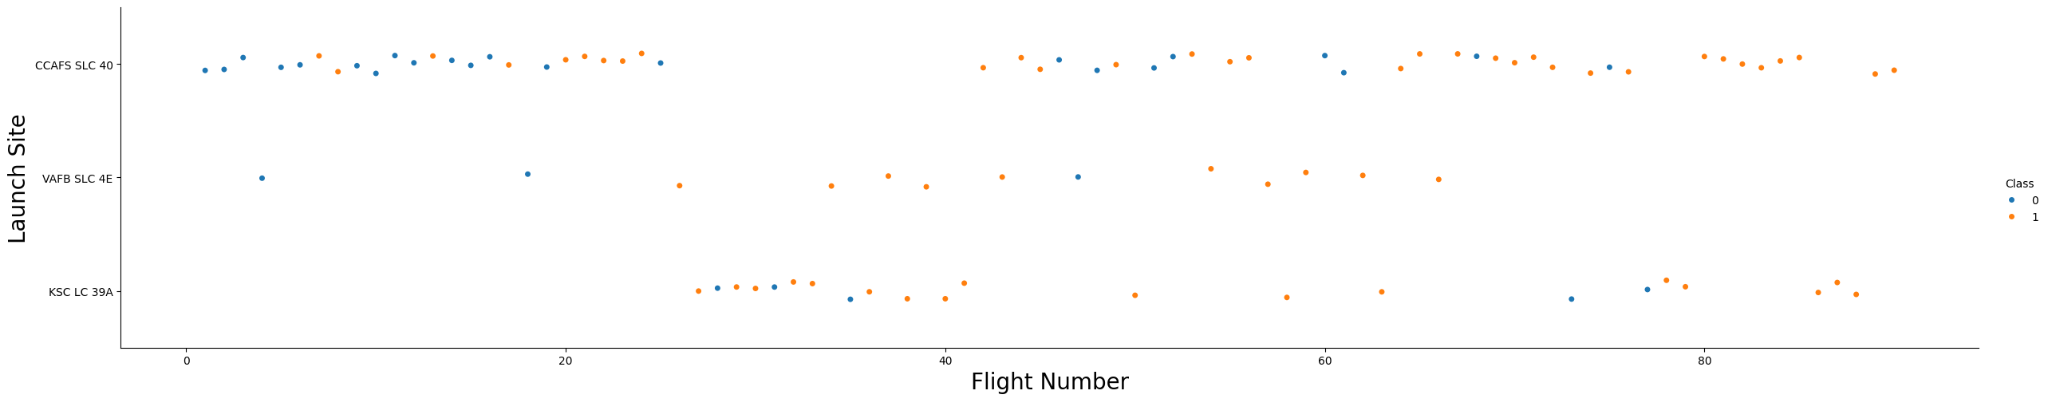 Launch Site
CCAFS SLC 40
VAFB SLC 4E
KSC LC 39A
0
20
40
60
80
Flight Number
Class
0
1